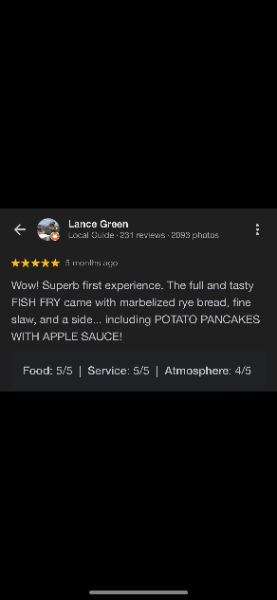 Lance Green
Local Guide · 231 reviews · 2093 photos
5 months ago
Wow! Superb first experience. The full and tasty
FISH FRY came with marbelized rye bread, fine
slaw, and a side... including POTATO PANCAKES
WITH APPLE SAUCE!
Food: 5/5 | Service: 5/5 | Atmosphere: 4/5